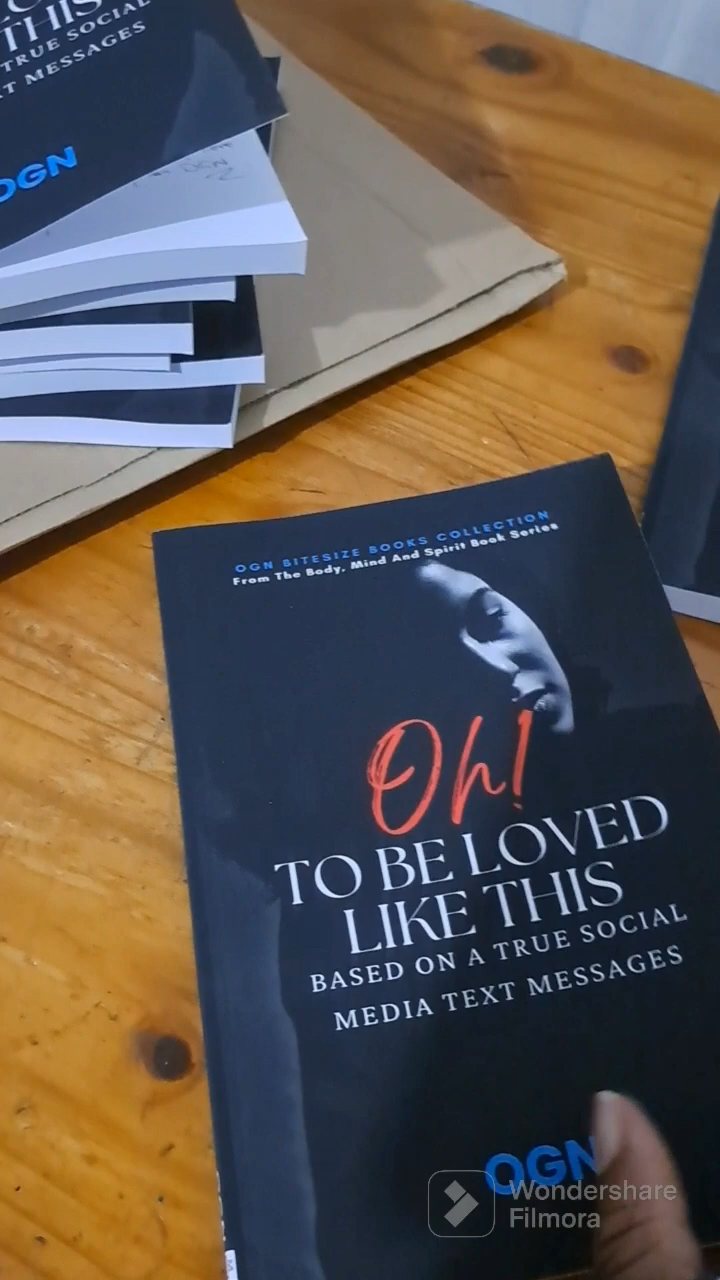 THIS
TRUE SOCIAL
T MESSAGES
OGN
OGN BITESIZE BOOKS COLLECTION
From The Body, Mind And Spirit Book Series
Oh!
TO BE LOVED
LIKE THIS
BASED ON A TRUE SOCIAL
MEDIA TEXT MESSAGES
OGN
Wondershare
Filmora